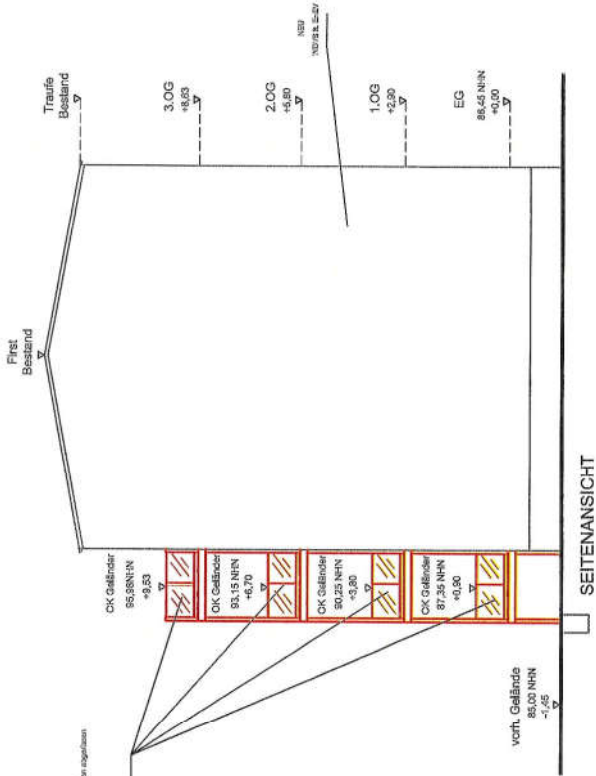 First
Bestand
Traufe
Bestand
3.OG
+8,63
2.OG
+5,80
1.OG
+2,90
EG
86,45 NHN
+0,00
NEU
OK Geländer
95,98NHN
+9,53
OK Geländer
93,15 NHN
+6,70
OK Geländer
90,25 NHN
+3,80
OK Geländer
87,35 NHN
+0,90
vorh. Gelände
85,00 NHN
-1,45
SEITENANSICHT